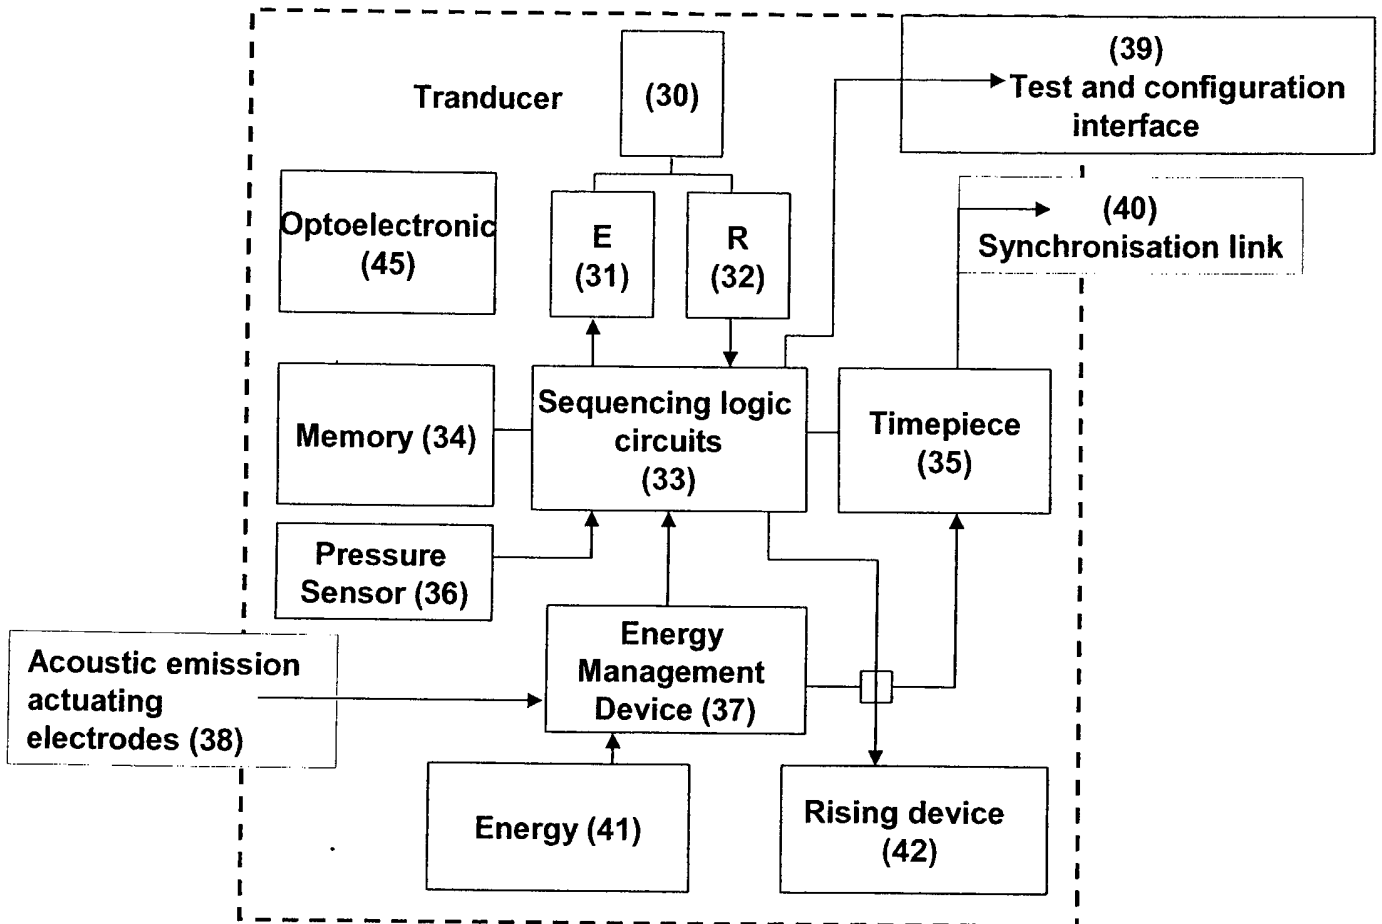 (39)
Test and configuration
interface
Tranducer
(30)
(40)
Synchronisation link
Optoelectronic
(45)
E
(31)
R
(32)
Memory (34)
Sequencing logic
circuits
(33)
Timepiece
(35)
Pressure
Sensor (36)
Acoustic emission
actuating
electrodes (38)
Energy
Management
Device (37)
Energy (41)
Rising device
(42)